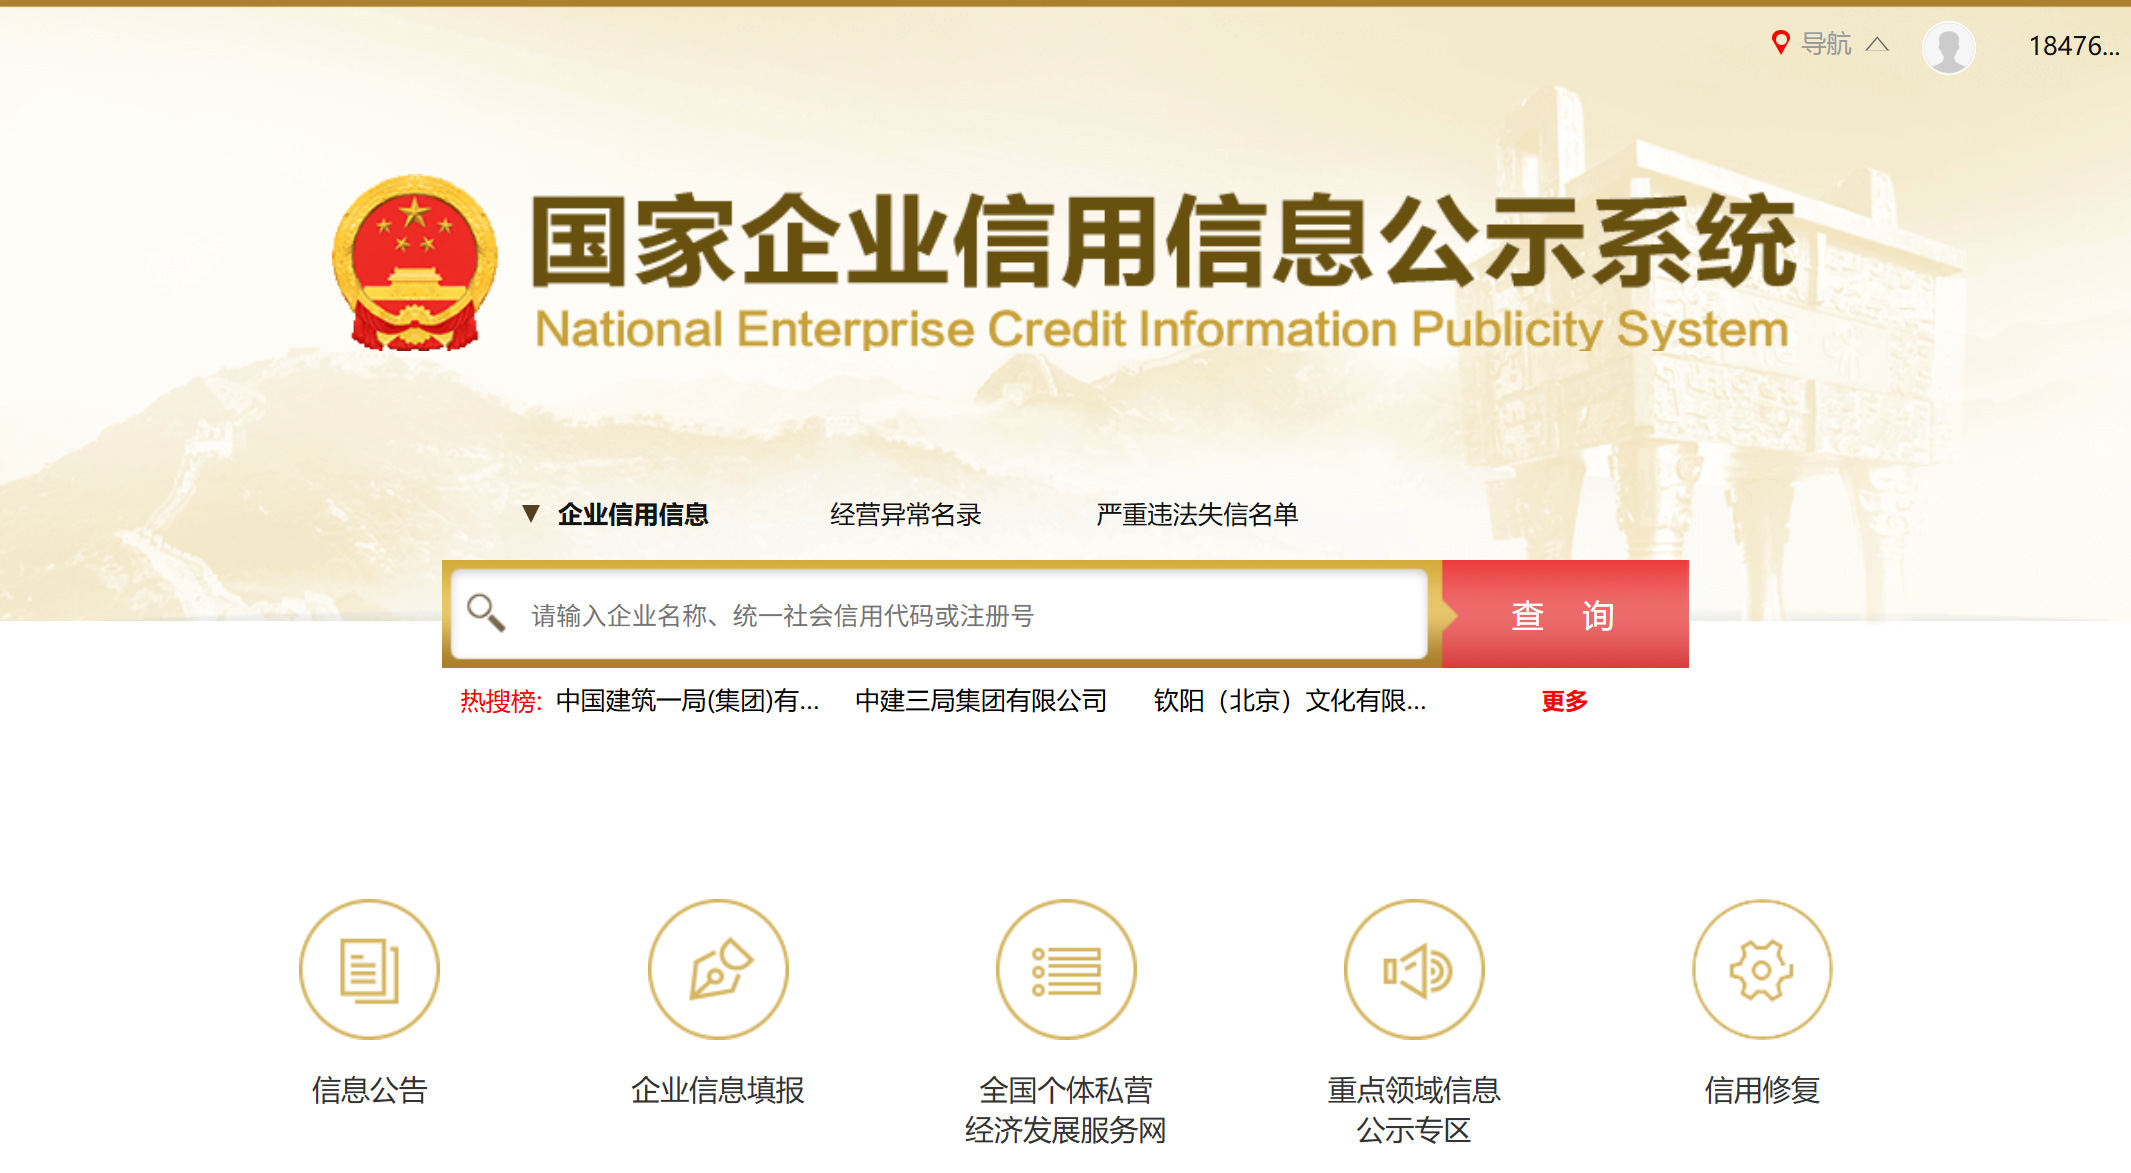 导航
18476...
国家企业信用信息公示系统
National Enterprise Credit Information Publicity System
▼ 企业信用信息 经营异常名录 严重违法失信名单
请输入企业名称、统一社会信用代码或注册号 查 询
热搜榜: 中国建筑一局(集团)有... 中建三局集团有限公司 钦阳（北京）文化有限... 更多
信息公告
企业信息填报
全国个体私营
经济发展服务网
重点领域信息
公示专区
信用修复